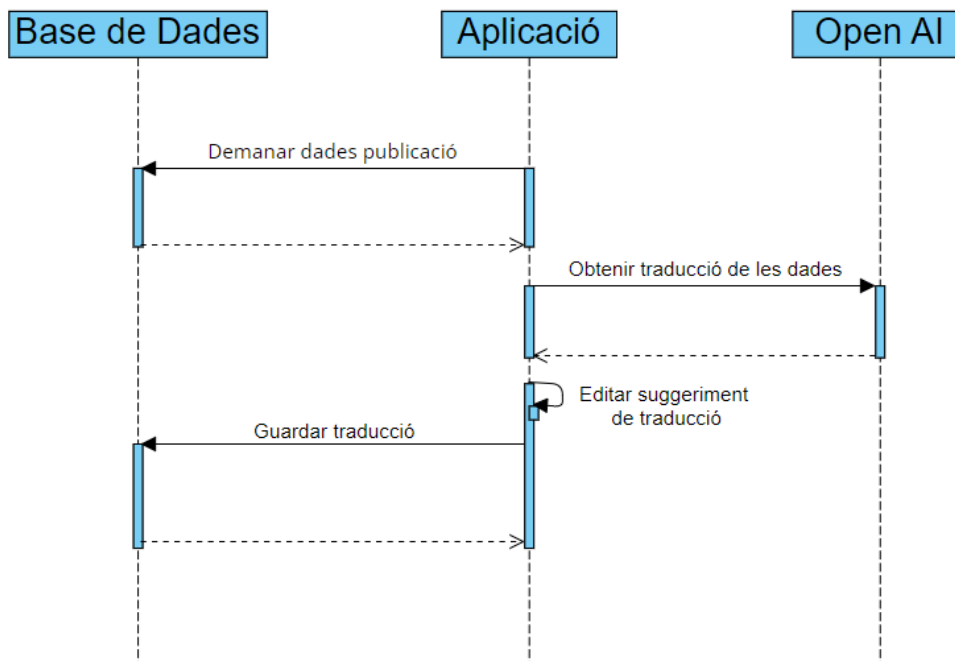 Base de Dades
Aplicació
Open AI
Demanar dades publicació
Obtenir traducció de les dades
Editar suggeriment
de traducció
Guardar traducció